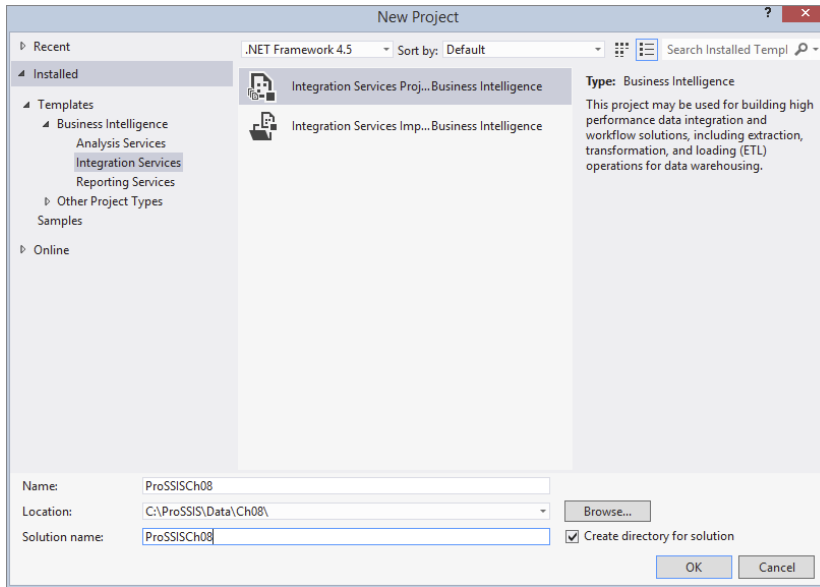 New Project
?
Recent
Installed
Templates
Business Intelligence
Analysis Services
Integration Services
Reporting Services
Other Project Types
Samples
Online
.NET Framework 4.5
Sort by: Default
Search Installed Templ
Integration Services Proj...Business Intelligence
Integration Services Imp...Business Intelligence
Type: Business Intelligence
This project may be used for building high
performance data integration and
workflow solutions, including extraction,
transformation, and loading (ETL)
operations for data warehousing.
Name: ProSSISCh08
Location: C:\ProSSIS\Data\Ch08\
Browse...
Solution name: ProSSISCh08
Create directory for solution
OK
Cancel